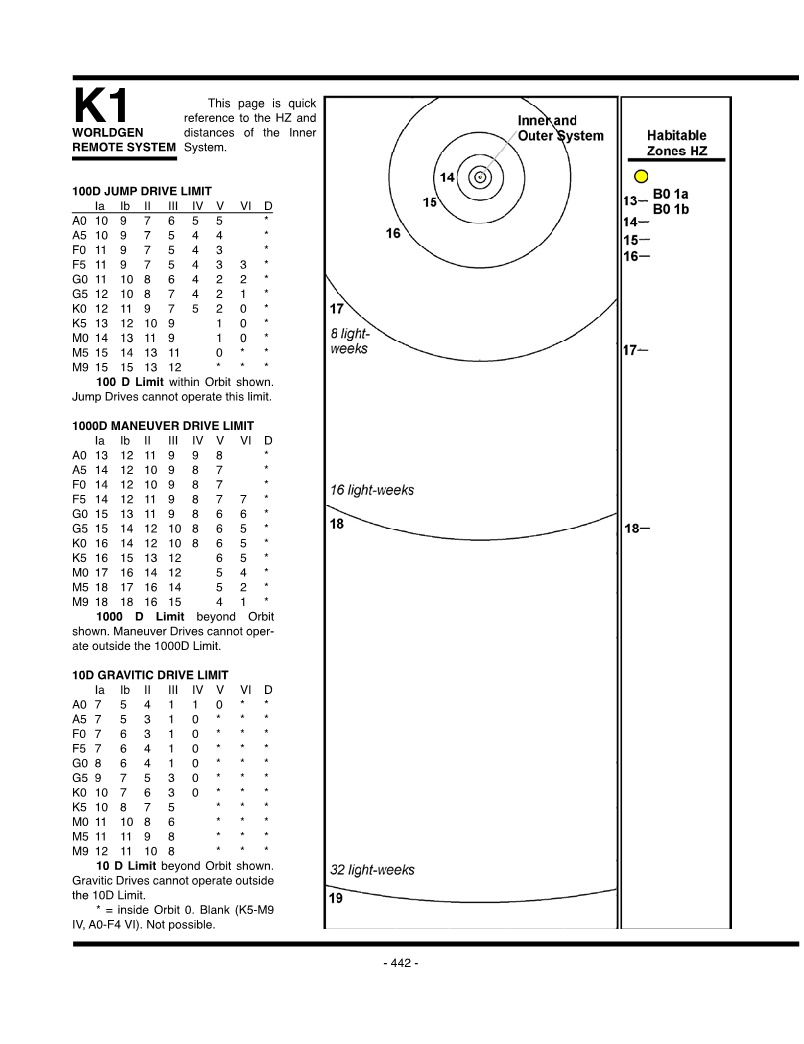 K1
WORLDGEN
REMOTE SYSTEM
This page is quick
reference to the HZ and
distances of the Inner
System.
100D JUMP DRIVE LIMIT
Ia Ib II III IV V VI D
A0 10 9 7 6 5 5 *
A5 10 9 7 5 4 4 *
F0 11 9 7 5 4 3 *
F5 11 9 7 5 4 3 3 *
G0 11 10 8 6 4 2 2 *
G5 12 10 8 7 4 2 1 *
K0 12 11 9 7 5 2 0 *
K5 13 12 10 9 1 0 *
M0 14 13 11 9 1 0 *
M5 15 14 13 11 0 * *
M9 15 15 13 12 * * *
100 D Limit within Orbit shown.
Jump Drives cannot operate this limit.
1000D MANEUVER DRIVE LIMIT
Ia Ib II III IV V VI D
A0 13 12 11 9 9 8 *
A5 14 12 10 9 8 7 *
F0 14 12 10 9 8 7 *
F5 14 12 11 9 8 7 7 *
G0 15 13 11 9 8 6 6 *
G5 15 14 12 10 8 6 5 *
K0 16 14 12 10 8 6 5 *
K5 16 15 13 12 6 5 *
M0 17 16 14 12 5 4 *
M5 18 17 16 14 5 2 *
M9 18 18 16 15 4 1 *
1000 D Limit beyond Orbit
shown. Maneuver Drives cannot oper-
ate outside the 1000D Limit.
10D GRAVITIC DRIVE LIMIT
Ia Ib II III IV V VI D
A0 7 5 4 1 1 0 * *
A5 7 5 3 1 0 * * *
F0 7 6 3 1 0 * * *
F5 7 6 4 1 0 * * *
G0 8 6 4 1 0 * * *
G5 9 7 5 3 0 * * *
K0 10 7 6 3 0 * * *
K5 10 8 7 5 * * *
M0 11 10 8 6 * * *
M5 11 11 9 8 * * *
M9 12 11 10 8 * * *
10 D Limit beyond Orbit shown.
Gravitic Drives cannot operate outside
the 10D Limit.
* = inside Orbit 0. Blank (K5-M9
IV, A0-F4 VI). Not possible.
Inner and
Outer System
14
15
16
17
8 light-
weeks
16 light-weeks
18
32 light-weeks
19
Habitable
Zones HZ
B0 1a
13
B0 1b
14
15
16
17
18
- 442 -